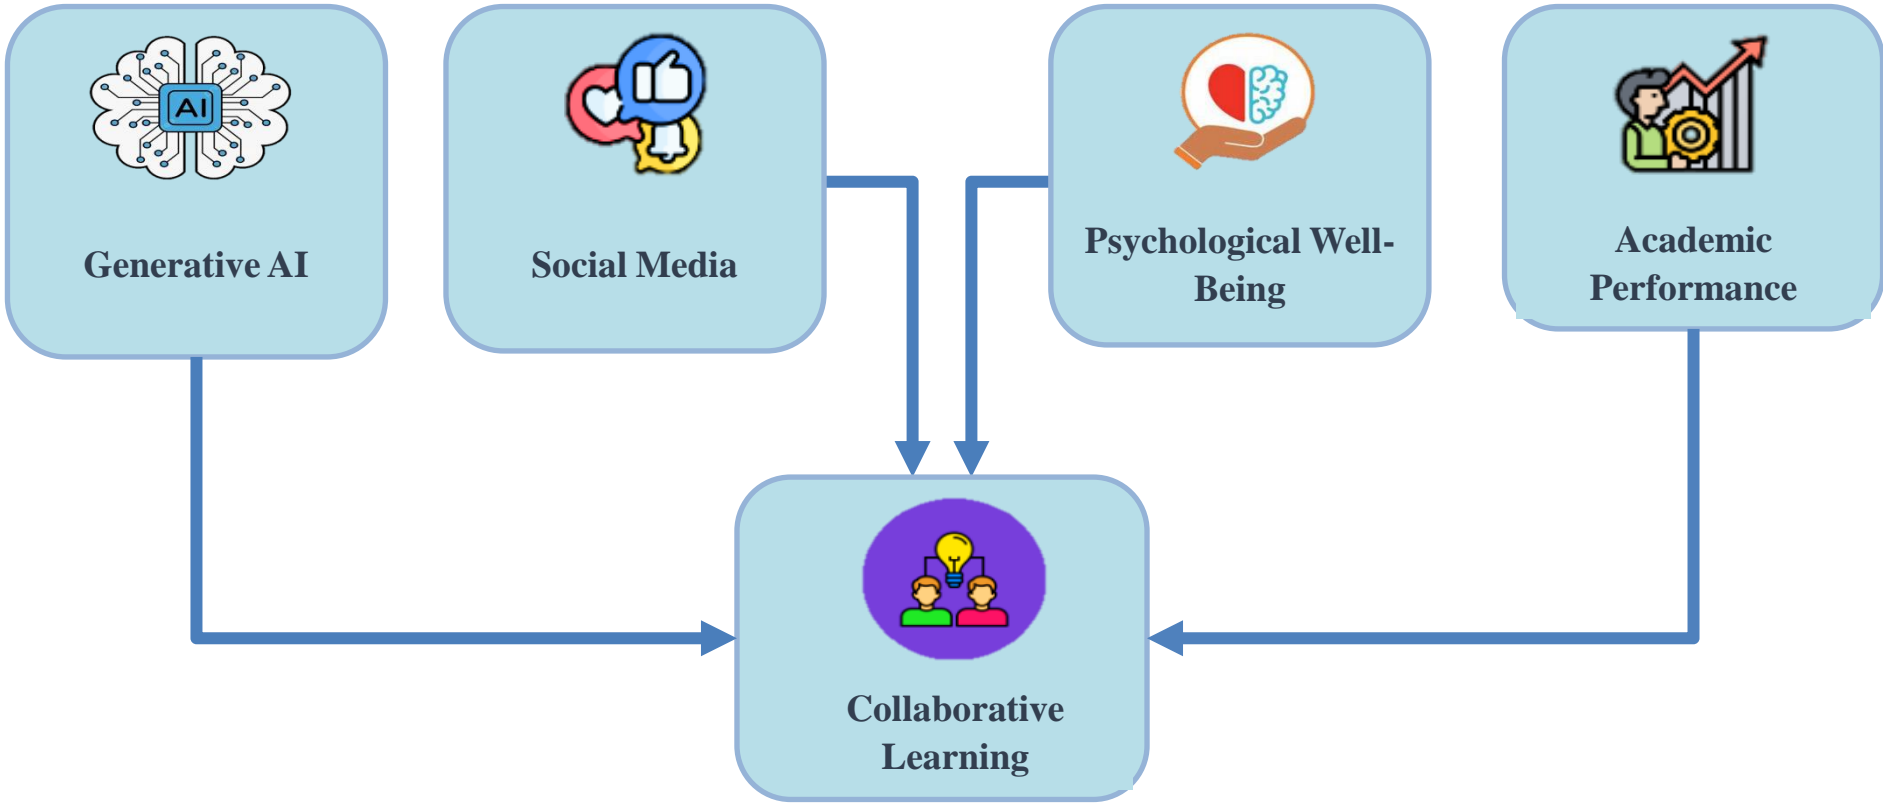 AI
Generative AI
Social Media
Psychological Well-
Being
Academic
Performance
Collaborative
Learning